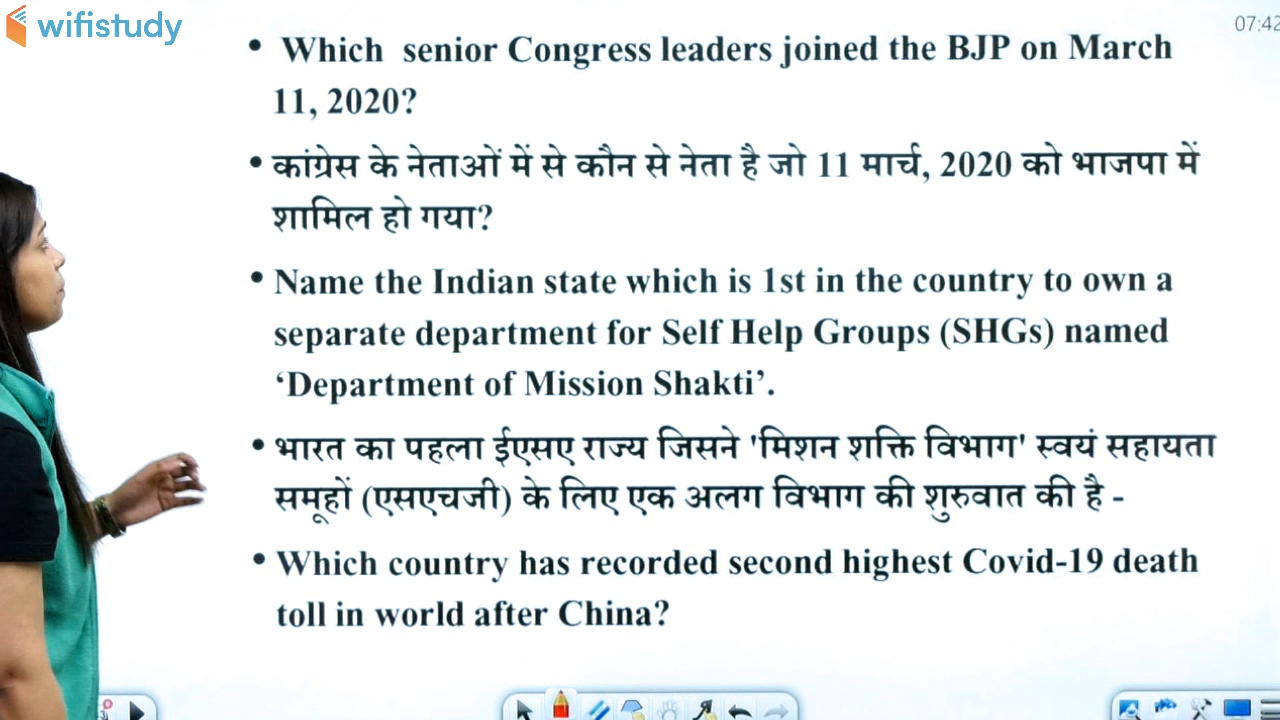 wifistudy
07:42
• Which senior Congress leaders joined the BJP on March
11, 2020?
• कांग्रेस के नेताओं में से कौन से नेता है जो 11 मार्च, 2020 को भाजपा में
शामिल हो गया?
• Name the Indian state which is 1st in the country to own a
separate department for Self Help Groups (SHGs) named
‘Department of Mission Shakti’.
• भारत का पहला ईएसए राज्य जिसने 'मिशन शक्ति विभाग' स्वयं सहायता
समूहों (एसएचजी) के लिए एक अलग विभाग की शुरुवात की है -
• Which country has recorded second highest Covid-19 death
toll in world after China?